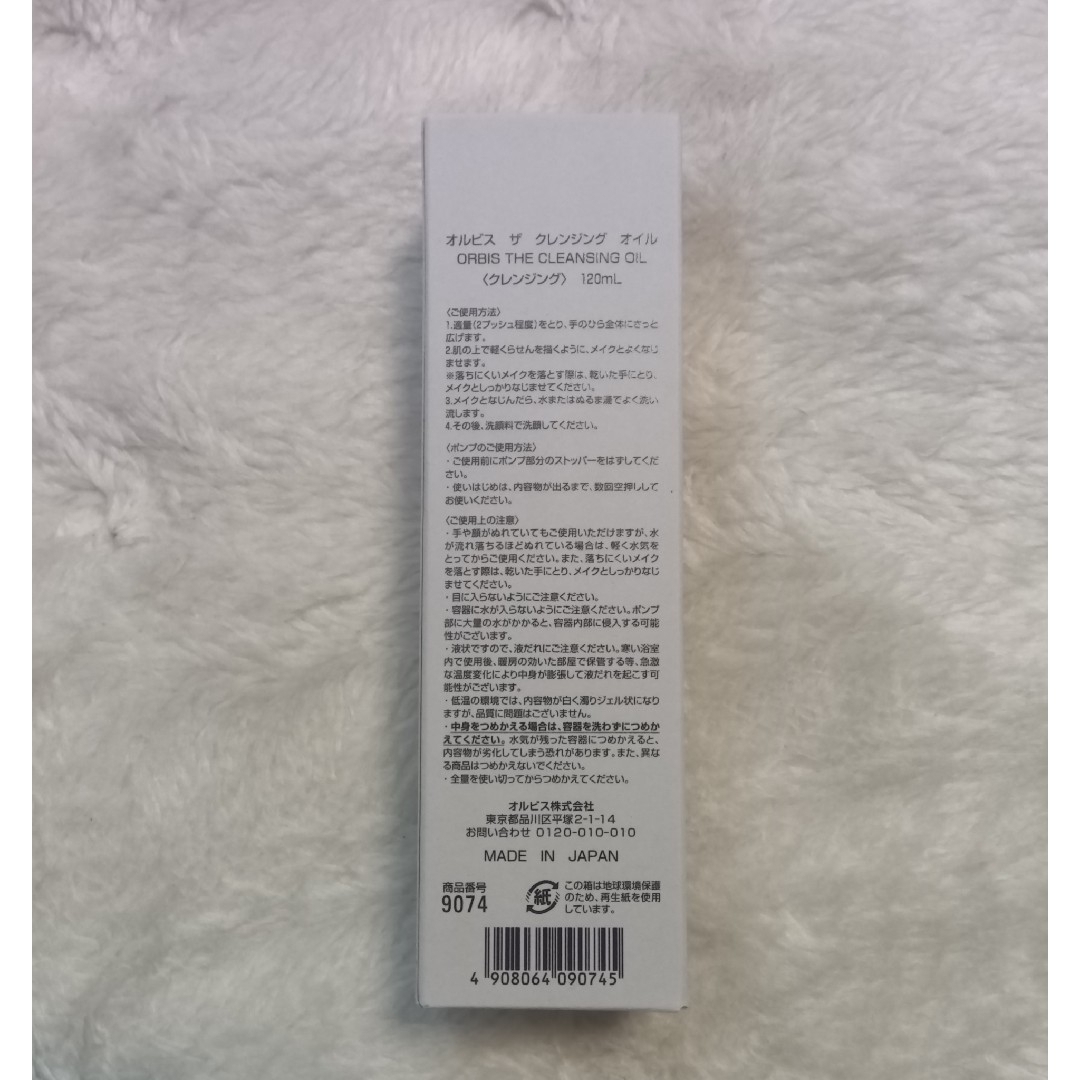 オルビス ザ クレンジング オイル
ORBIS THE CLEANSING OIL
〈クレンジング〉 120mL
〈ご使用方法〉
1.適量(2プッシュ程度)をとり、手のひら全体にさっと
広げます。
2.肌の上で軽くらせんを描くように、メイクとよくなじ
ませます。
※落ちにくいメイクを落とす際は、乾いた手にとり、
メイクとしっかりなじませてください。
3.メイクとなじんだら、水またはぬるま湯でよく洗い
流します。
4.その後、洗顔料で洗顔してください。
〈ポンプのご使用方法〉
・ご使用前にポンプ部分のストッパーをはずしてくだ
さい。
・使いはじめは、内容物が出るまで、数回空押しして
お使いください。
〈ご使用上の注意〉
・手や顔がぬれていてもご使用いただけますが、水
が流れ落ちるほどぬれている場合は、軽く水気を
とってからご使用ください。また、落ちにくいメイク
を落とす際は、乾いた手にとり、メイクとしっかりなじ
ませてください。
・目に入らないようにご注意ください。
・容器に水が入らないようにご注意ください。ポンプ
部に大量の水がかかると、容器内部に侵入する可能
性がございます。
・液状ですので、液だれにご注意ください。寒い浴室
内で使用後、暖房の効いた部屋で保管する等、急激
な温度変化により中身が膨張して液だれを起こす可
能性がございます。
・低温の環境では、内容物が白く濁りジェル状になり
ますが、品質に問題はございません。
・中身をつめかえる場合は、容器を洗わずにつめか
えてください。水気が残った容器につめかえると、
内容物が劣化してしまう恐れがあります。また、異な
る商品はつめかえないでください。
・全量を使い切ってからつめかえてください。
オルビス株式会社
東京都品川区平塚2-1-14
お問い合わせ 0120-010-010
MADE IN JAPAN
商品番号
9074
紙
この箱は地球環境保護
のため、再生紙を使用
しています。
4 908064 090745